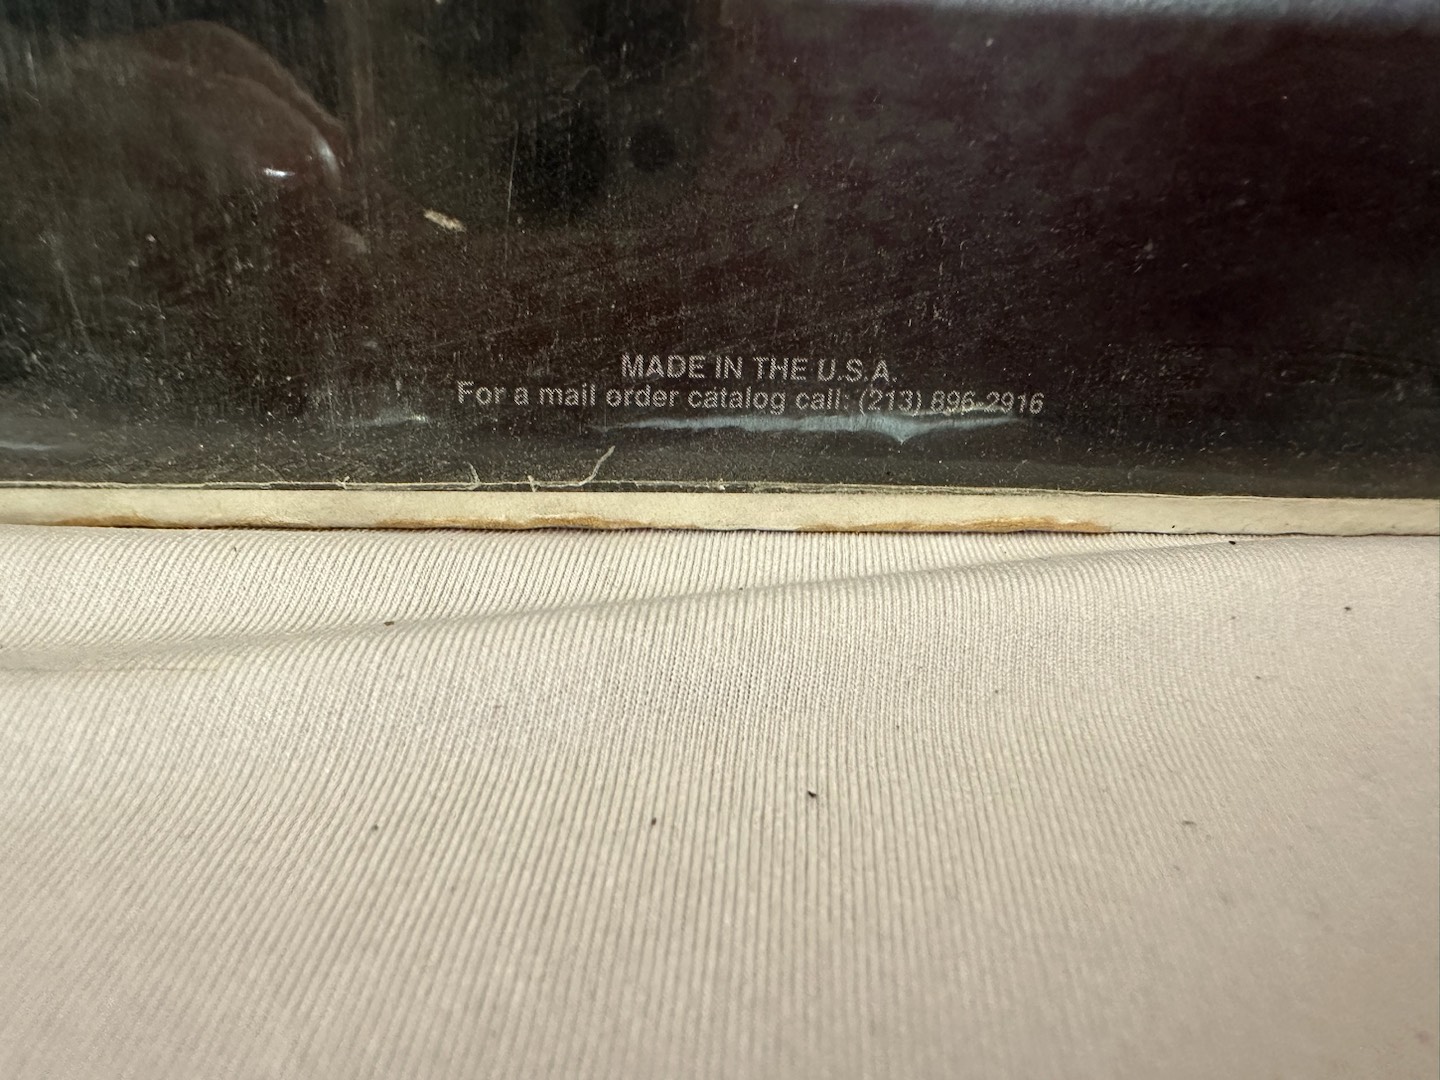 MADE IN THE U.S.A.
For a mail order catalog call: (213) 896-2916